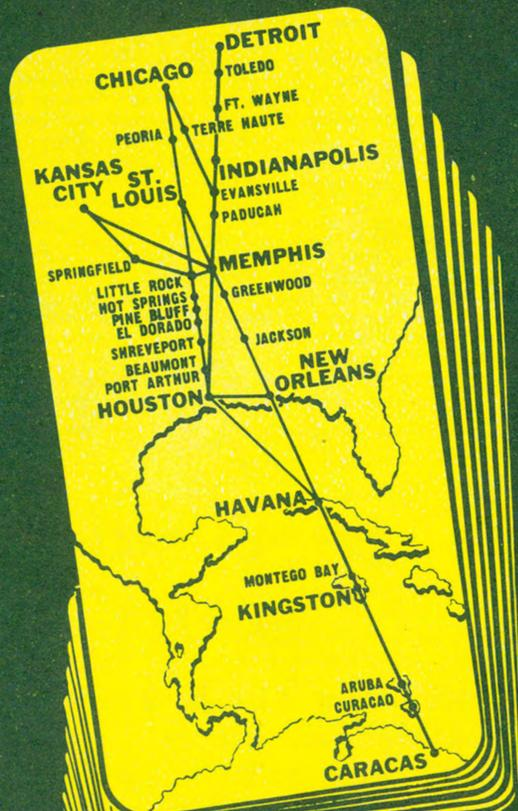 DETROIT
TOLEDO
CHICAGO
FT. WAYNE
TERRE HAUTE
PEORIA
INDIANAPOLIS
KANSAS
CITY
ST.
LOUIS
EVANSVILLE
PADUCAH
MEMPHIS
SPRINGFIELD
LITTLE ROCK
HOT SPRINGS
PINE BLUFF
EL DORADO
GREENWOOD
SHREVEPORT
JACKSON
BEAUMONT
PORT ARTHUR
NEW
ORLEANS
HOUSTON
HAVANA
MONTEGO BAY
KINGSTON
ARUBA
CURACAO
CARACAS